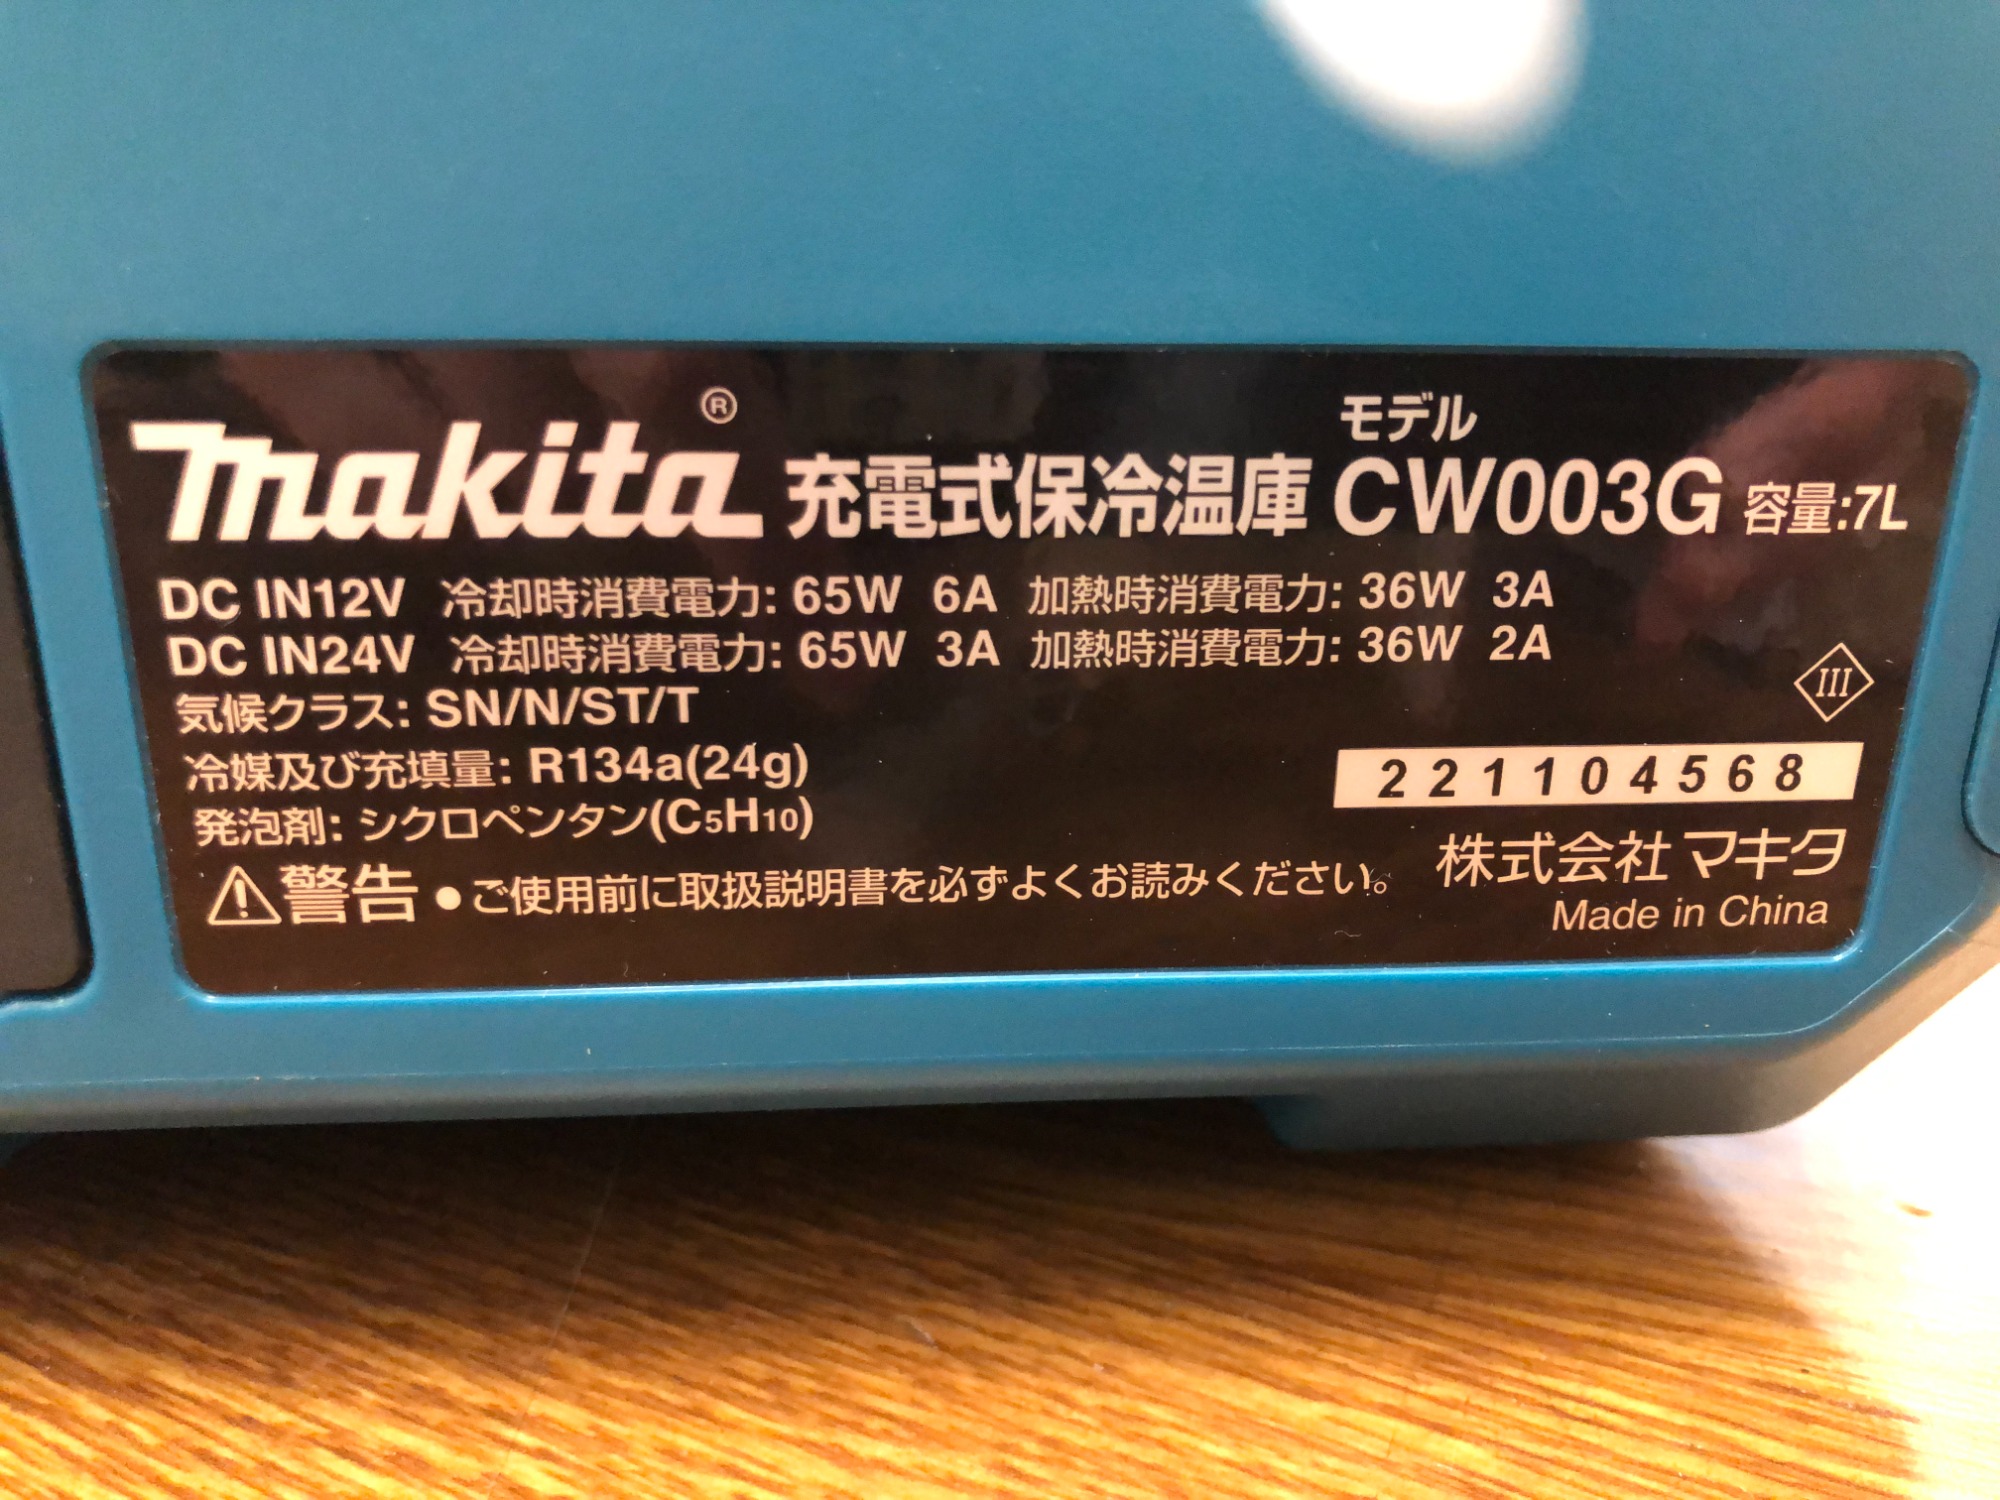 makita® 充電式保冷温庫 モデル CW003G 容量:7L
DC IN12V 冷却時消費電力: 65W 6A 加熱時消費電力: 36W 3A
DC IN24V 冷却時消費電力: 65W 3A 加熱時消費電力: 36W 2A
気候クラス: SN/N/ST/T
III
冷媒及び充填量: R134a(24g)
221104568
発泡剤: シクロペンタン(C5H10)
⚠警告 ●ご使用前に取扱説明書を必ずよくお読みください。
株式会社マキタ
Made in China